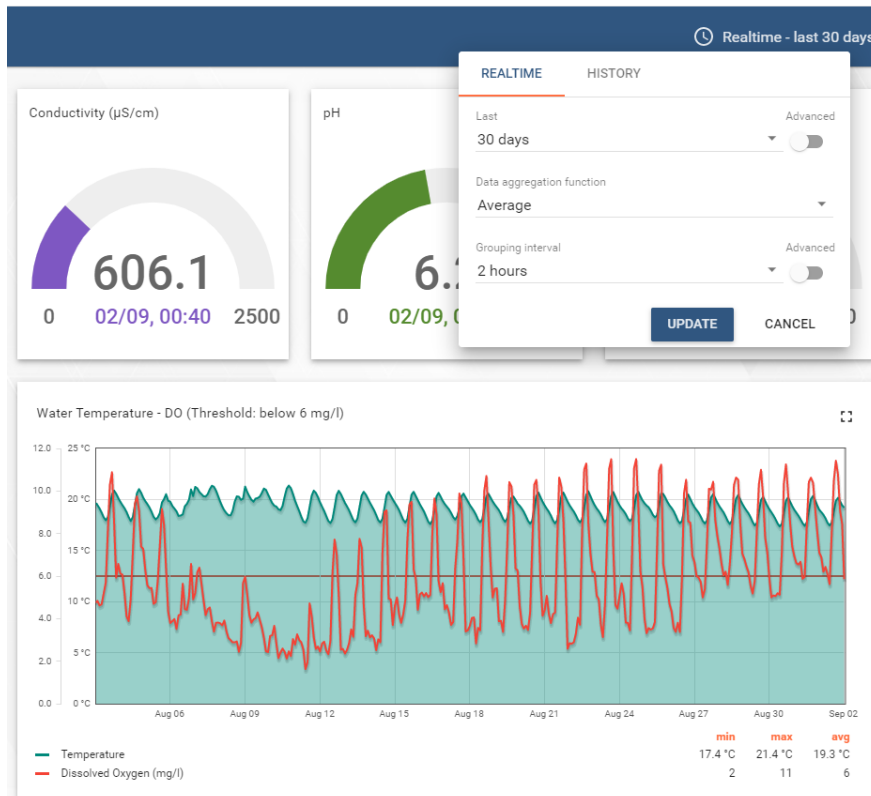 Realtime - last 30 days
REALTIME HISTORY
Last Advanced
30 days
Data aggregation function
Average
Grouping interval Advanced
2 hours
UPDATE CANCEL
Conductivity (µS/cm)
606.1
0 02/09, 00:40 2500
pH
0 02/09,
Water Temperature - DO (Threshold: below 6 mg/l)
12.0 25 °C
10.0 20 °C
8.0
15 °C
6.0
10 °C
4.0
5 °C
2.0
0.0 0 °C
Aug 06 Aug 09 Aug 12 Aug 15 Aug 18 Aug 21 Aug 24 Aug 27 Aug 30 Sep 02
min max avg
Temperature 17.4 °C 21.4 °C 19.3 °C
Dissolved Oxygen (mg/l) 2 11 6